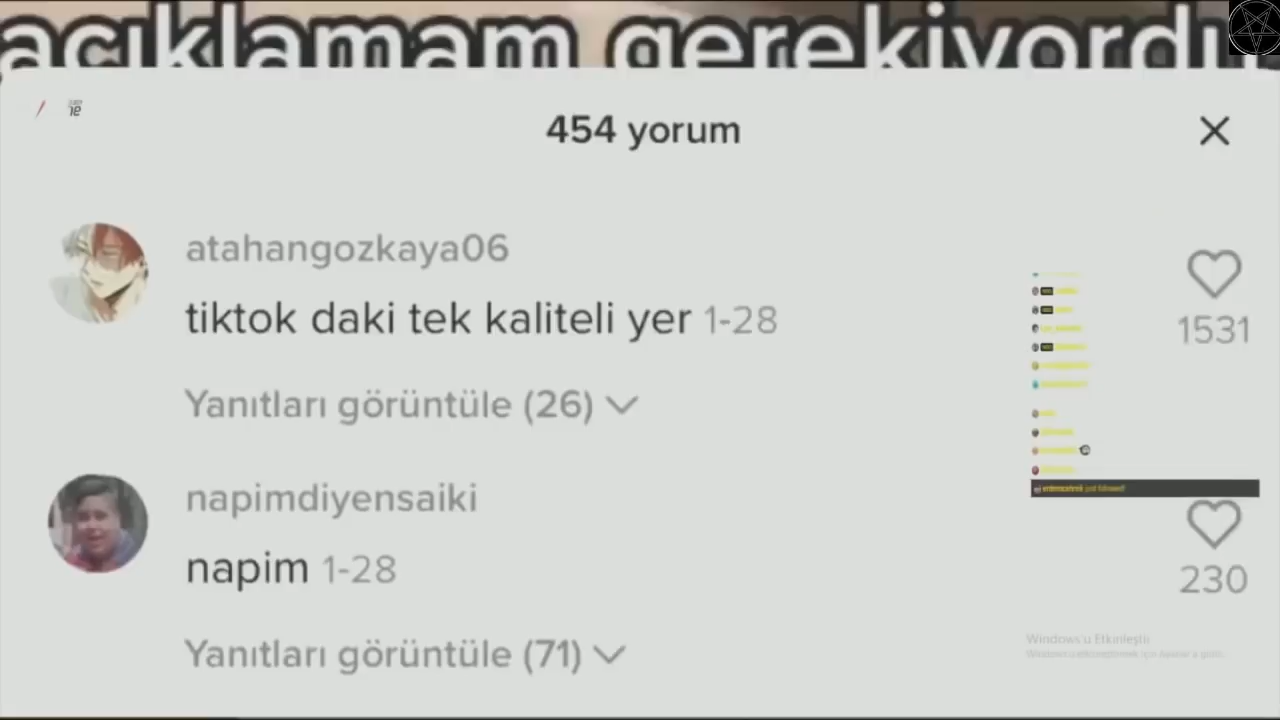 açıklamam gerekiyordu
454 yorum
atahangozkaya06
tiktok daki tek kaliteli yer 1-28
1531
Yanıtları görüntüle (26)
napimdiyensaiki
napim 1-28
230
Yanıtları görüntüle (71)
Windows'u Etkinleştir